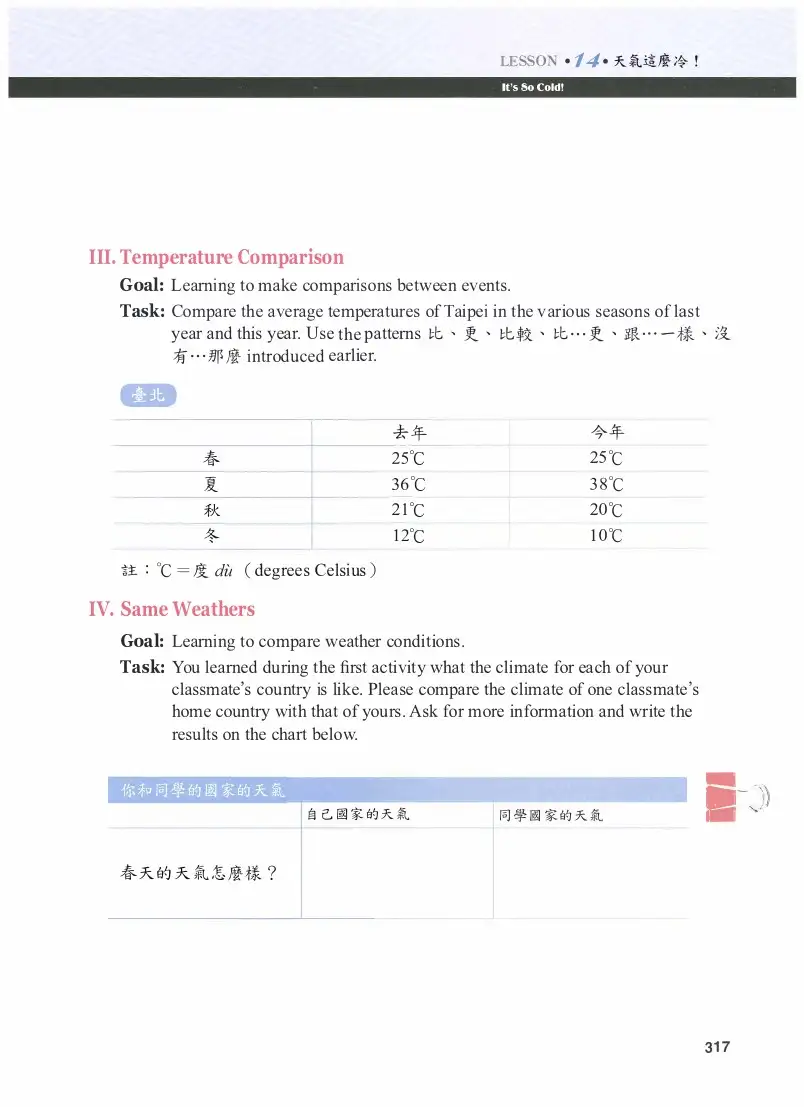 LESSON • 14 • 天氣這麼冷！
It's So Cold!
III. Temperature Comparison
Goal: Learning to make comparisons between events.
Task: Compare the average temperatures of Taipei in the various seasons of last
year and this year. Use the patterns 比、更、比較、比…更、跟…一樣、沒
有…那麼 introduced earlier.
臺北
去年 今年
春 25℃ 25℃
夏 36℃ 38℃
秋 21℃ 20℃
冬 12℃ 10℃
註：℃＝度 dù（degrees Celsius）
IV. Same Weathers
Goal: Learning to compare weather conditions.
Task: You learned during the first activity what the climate for each of your
classmate's country is like. Please compare the climate of one classmate's
home country with that of yours. Ask for more information and write the
results on the chart below.
你和同學的國家的天氣
自己國家的天氣 同學國家的天氣
春天的天氣怎麼樣？
317